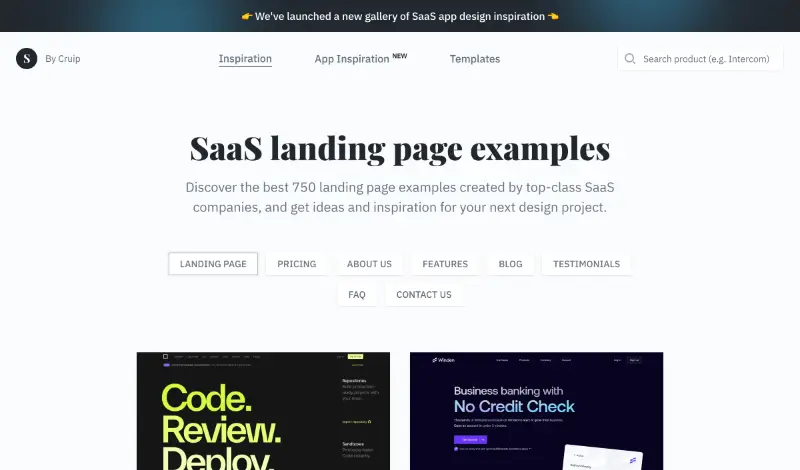 👉 We've launched a new gallery of SaaS app design inspiration 👈
S By Cruip
Inspiration
App Inspiration NEW
Templates
Search product (e.g. Intercom)
SaaS landing page examples
Discover the best 750 landing page examples created by top-class SaaS
companies, and get ideas and inspiration for your next design project.
LANDING PAGE
PRICING
ABOUT US
FEATURES
BLOG
TESTIMONIALS
FAQ
CONTACT US
Code.
Review.
Deploy.
Repositories.
Sandboxes
Winden
Business banking with
No Credit Check